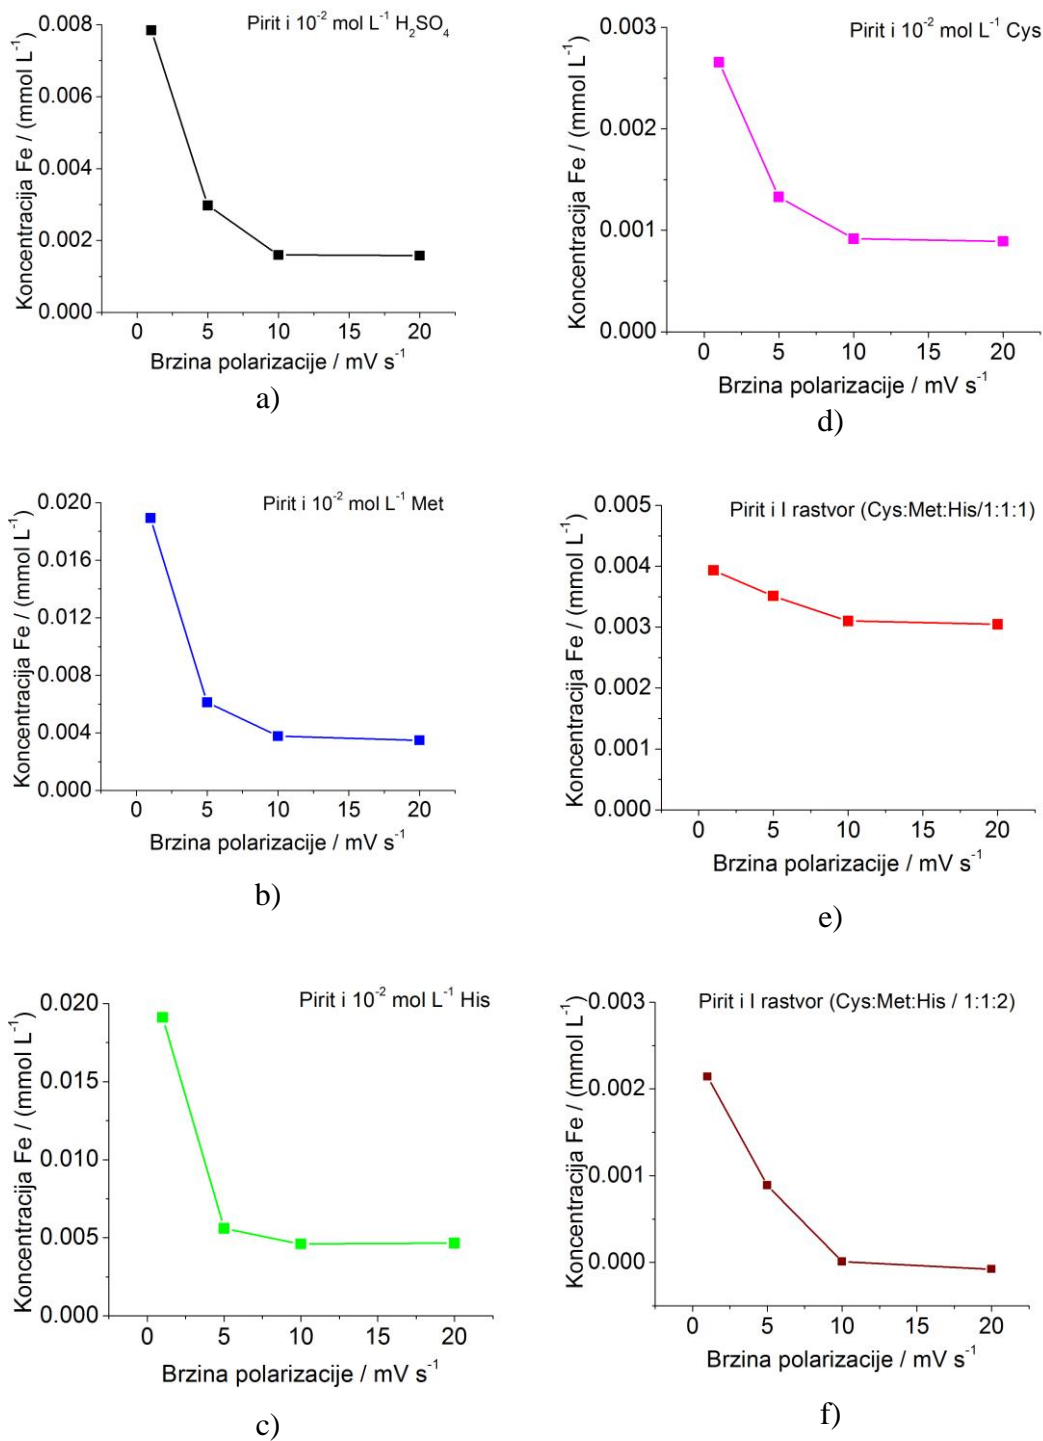 Pirit i 10⁻² mol L⁻¹ H₂SO₄
Koncentracija Fe / (mmol L⁻¹)
0.008
0.006
0.004
0.002
0.000
0 5 10 15 20
Brzina polarizacije / mV s⁻¹
a)
Pirit i 10⁻² mol L⁻¹ Cys
Koncentracija Fe / (mmol L⁻¹)
0.003
0.002
0.001
0.000
0 5 10 15 20
Brzina polarizacije / mV s⁻¹
d)
Pirit i 10⁻² mol L⁻¹ Met
Koncentracija Fe / (mmol L⁻¹)
0.020
0.016
0.012
0.008
0.004
0.000
0 5 10 15 20
Brzina polarizacije / mV s⁻¹
b)
Pirit i I rastvor (Cys:Met:His/1:1:1)
Koncentracija Fe / (mmol L⁻¹)
0.005
0.004
0.003
0.002
0.001
0.000
0 5 10 15 20
Brzina polarizacije / mV s⁻¹
e)
Pirit i 10⁻² mol L⁻¹ His
Koncentracija Fe / (mmol L⁻¹)
0.020
0.015
0.010
0.005
0.000
0 5 10 15 20
Brzina polarizacije / mV s⁻¹
c)
Pirit i I rastvor (Cys:Met:His / 1:1:2)
Koncentracija Fe / (mmol L⁻¹)
0.003
0.002
0.001
0.000
0 5 10 15 20
Brzina polarizacije / mV s⁻¹
f)